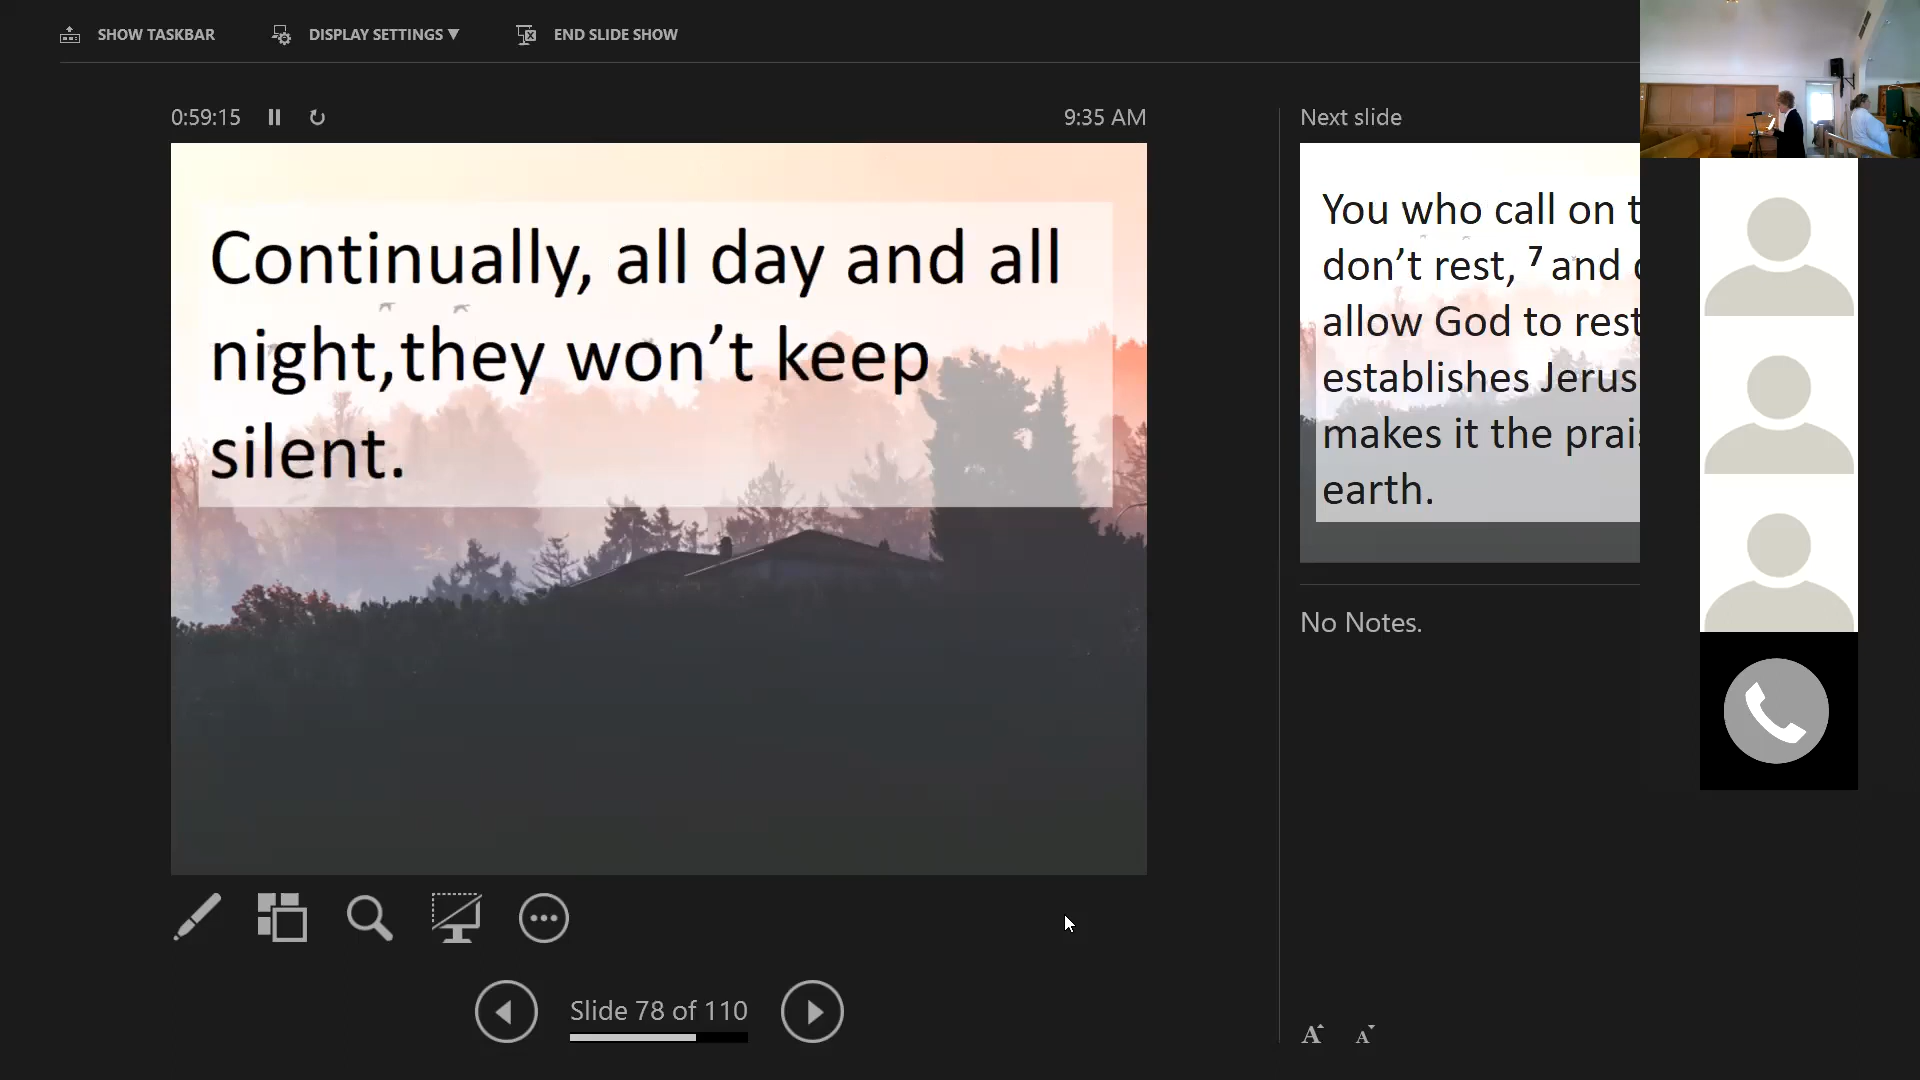 SHOW TASKBAR
DISPLAY SETTINGS ▼
END SLIDE SHOW
0:59:15
9:35 AM
Continually, all day and all
night,they won’t keep
silent.
Slide 78 of 110
Next slide
You who call on
don’t rest, ⁷ and
allow God to rest
establishes
makes it the
earth.
No Notes.
A
A